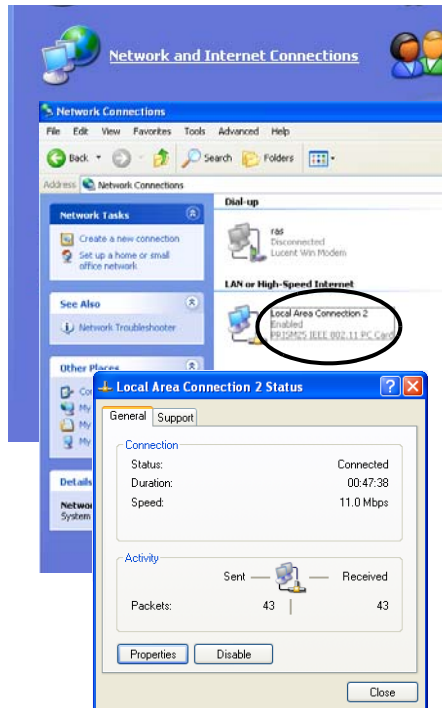 Network and Internet Connections
Network Connections
File Edit View Favorites Tools Advanced Help
Back Search Folders
Address Network Connections
Network Tasks
Create a new connection
Set up a home or small
office network
See Also
Network Troubleshooter
Other Places
My
My
My
Details
System
Dial-up
ras
Disconnected
Lucent Win Modem
LAN or High-Speed Internet
Local Area Connection 2
Enabled
PRISM25 IEEE 802.11 PC Card
Local Area Connection 2 Status
General Support
Connection
Status: Connected
Duration: 00:47:38
Speed: 11.0 Mbps
Activity
Sent Received
Packets: 43 43
Properties Disable
Close